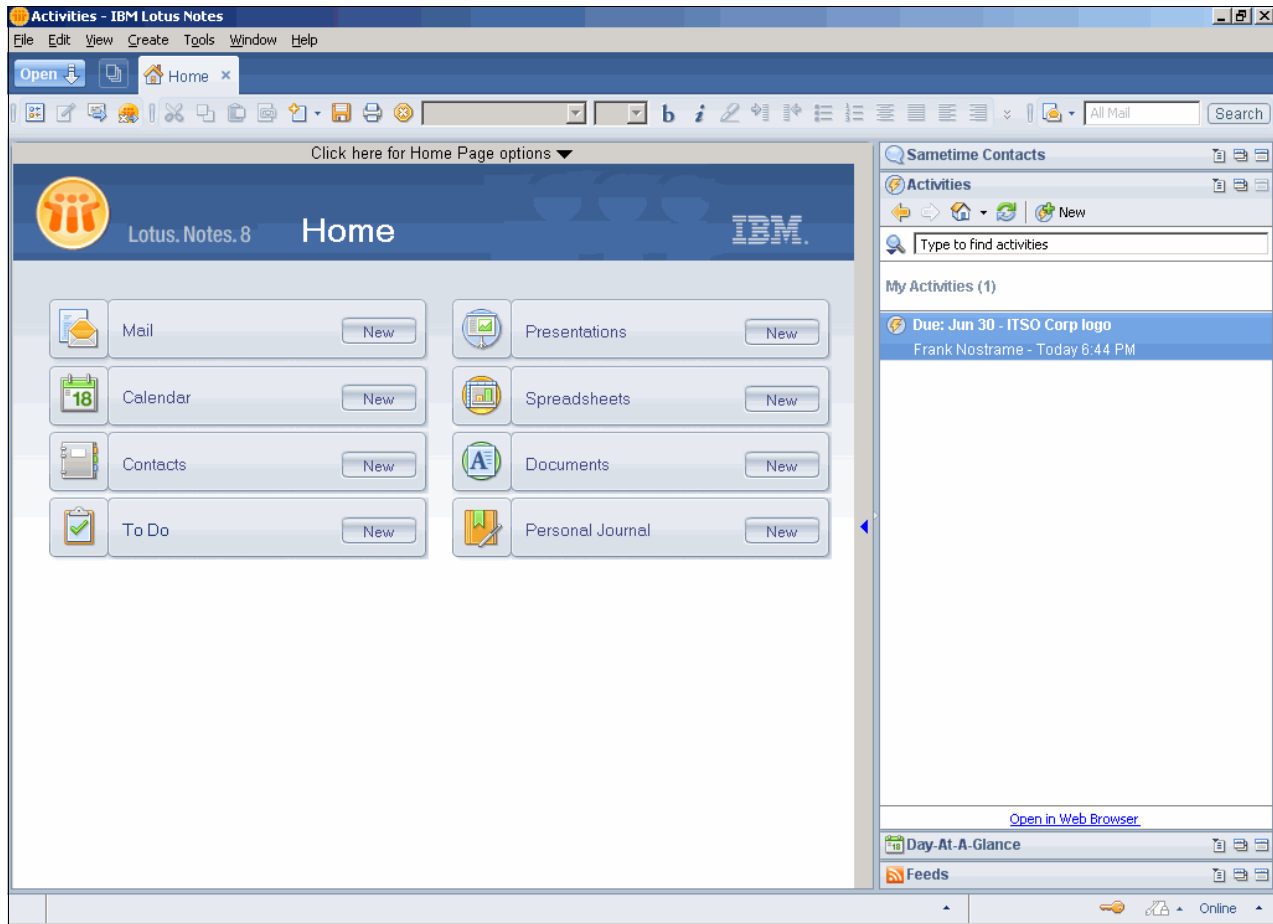 Activities - IBM Lotus Notes
File Edit View Create Tools Window Help
Open Home
All Mail Search
Click here for Home Page options
Lotus. Notes. 8 Home IBM.
Mail New
Calendar New
18
Contacts New
To Do New
Presentations New
Spreadsheets New
A Documents New
Personal Journal New
Sametime Contacts
Activities
New
Type to find activities
My Activities (1)
Due: Jun 30 - ITSO Corp logo
Frank Nostrame - Today 6:44 PM
Open in Web Browser
18 Day-At-A-Glance
Feeds
Online